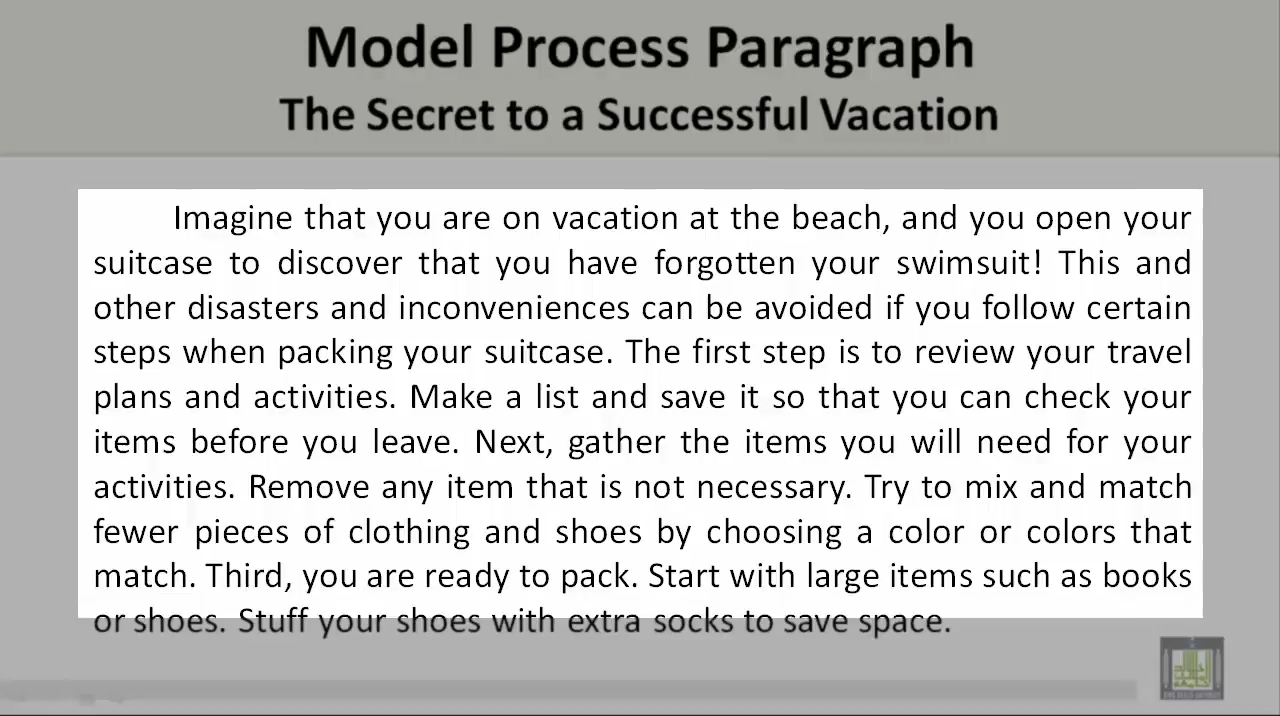 Model Process Paragraph
The Secret to a Successful Vacation
Imagine that you are on vacation at the beach, and you open your
suitcase to discover that you have forgotten your swimsuit! This and
other disasters and inconveniences can be avoided if you follow certain
steps when packing your suitcase. The first step is to review your travel
plans and activities. Make a list and save it so that you can check your
items before you leave. Next, gather the items you will need for your
activities. Remove any item that is not necessary. Try to mix and match
fewer pieces of clothing and shoes by choosing a color or colors that
match. Third, you are ready to pack. Start with large items such as books
or shoes. Stuff your shoes with extra socks to save space.